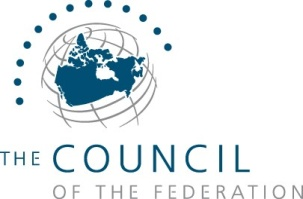 THE COUNCIL
OF THE FEDERATION